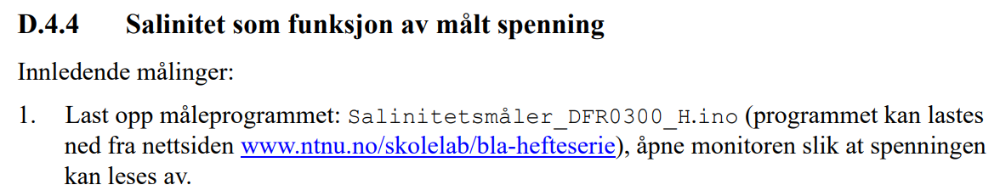 D.4.4 Salinitet som funksjon av målt spenning
Innledende målinger:
1. Last opp måleprogrammet: Salinitetsmåler_DFR0300_H.ino (programmet kan lastes
ned fra nettsiden www.ntnu.no/skolelab/bla-hefteserie), åpne monitoren slik at spenningen
kan leses av.